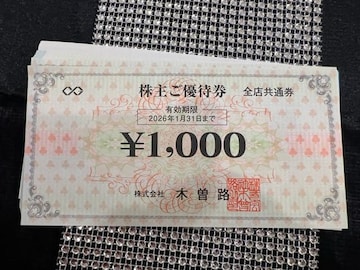 株主ご優待券 全店共通券
有効期限
2026年1月31日まで
¥1,000
株式会社 木曽路